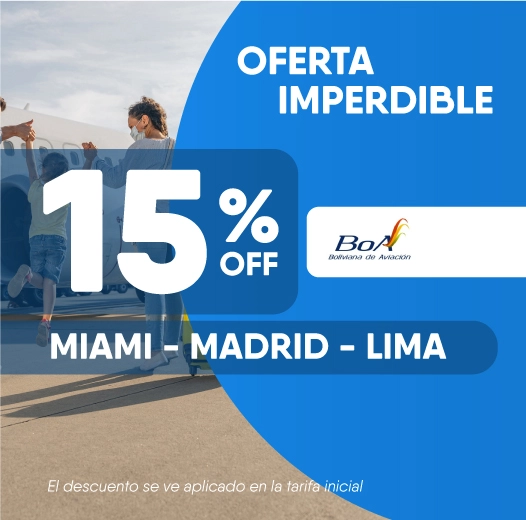 OFERTA
IMPERDIBLE
15%
OFF
BoA
Boliviana de Aviación
MIAMI - MADRID - LIMA
El descuento se ve aplicado en la tarifa inicial